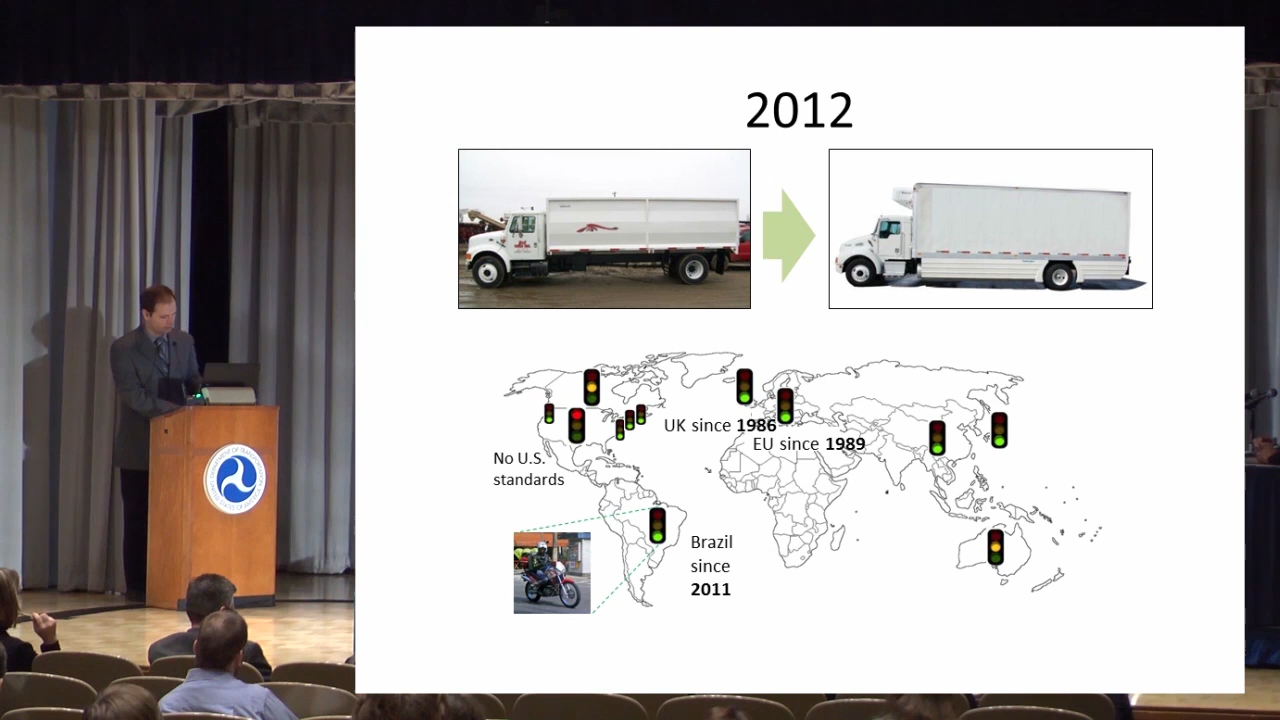 2012
UK since 1986
EU since 1989
No U.S.
standards
Brazil
since
2011